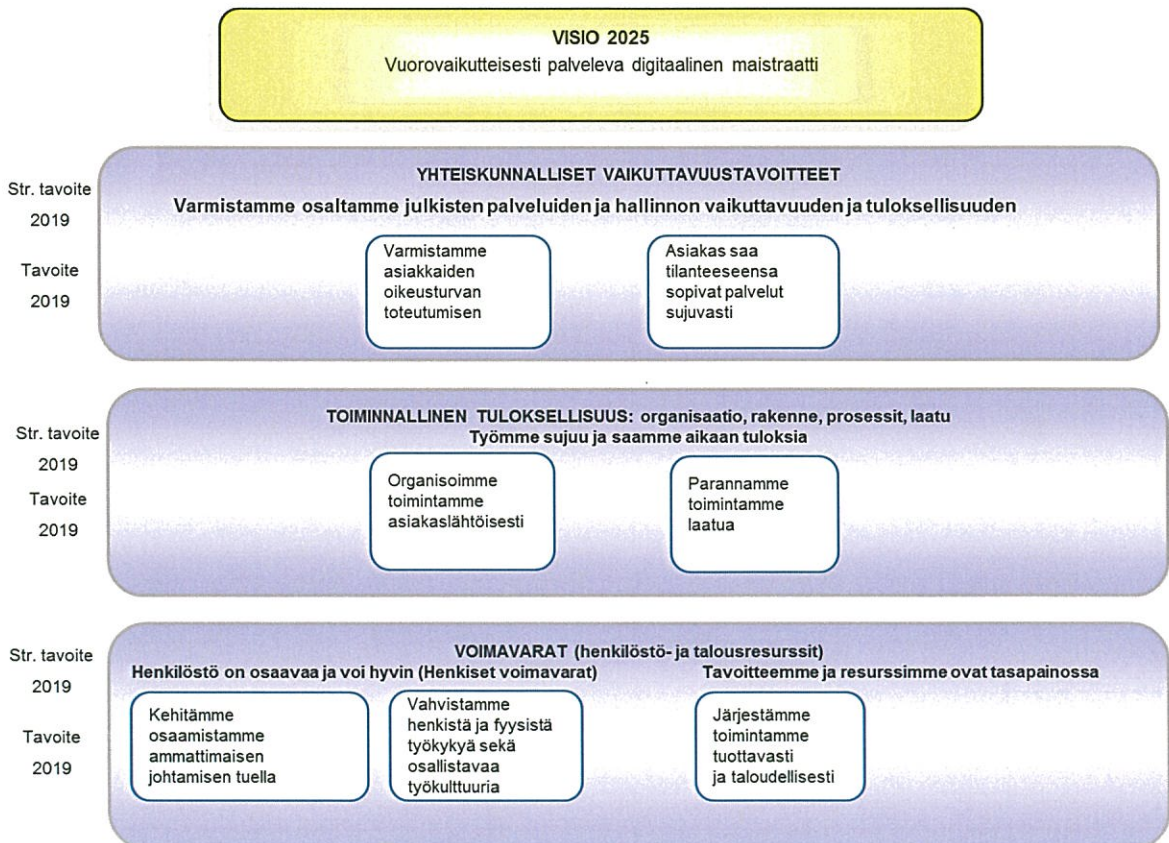 VISIO 2025
Vuorovaikutteisesti palveleva digitaalinen maistraatti
Str. tavoite
2019
YHTEISKUNNALLISET VAIKUTTAVUUSTAVOITTEET
Varmistamme osaltamme julkisten palveluiden ja hallinnon vaikuttavuuden ja tuloksellisuuden
Tavoite
2019
Varmistamme
asiakkaiden
oikeusturvan
toteutumisen
Asiakas saa
tilanteeseensa
sopivat palvelut
sujuvasti
Str. tavoite
2019
TOIMINNALLINEN TULOKSELLISUUS: organisaatio, rakenne, prosessit, laatu
Työmme sujuu ja saamme aikaan tuloksia
Tavoite
2019
Organisoimme
toimintamme
asiakaslähtöisesti
Parannamme
toimintamme
laatua
Str. tavoite
2019
VOIMAVARAT (henkilöstö- ja talousresurssit)
Henkilöstö on osaavaa ja voi hyvin (Henkiset voimavarat)
Tavoitteemme ja resurssimme ovat tasapainossa
Tavoite
2019
Kehitämme
osaamistamme
ammattimaisen
johtamisen tuella
Vahvistamme
henkistä ja fyysistä
työkykyä sekä
osallistavaa
työkulttuuria
Järjestämme
toimintamme
tuottavasti
ja taloudellisesti